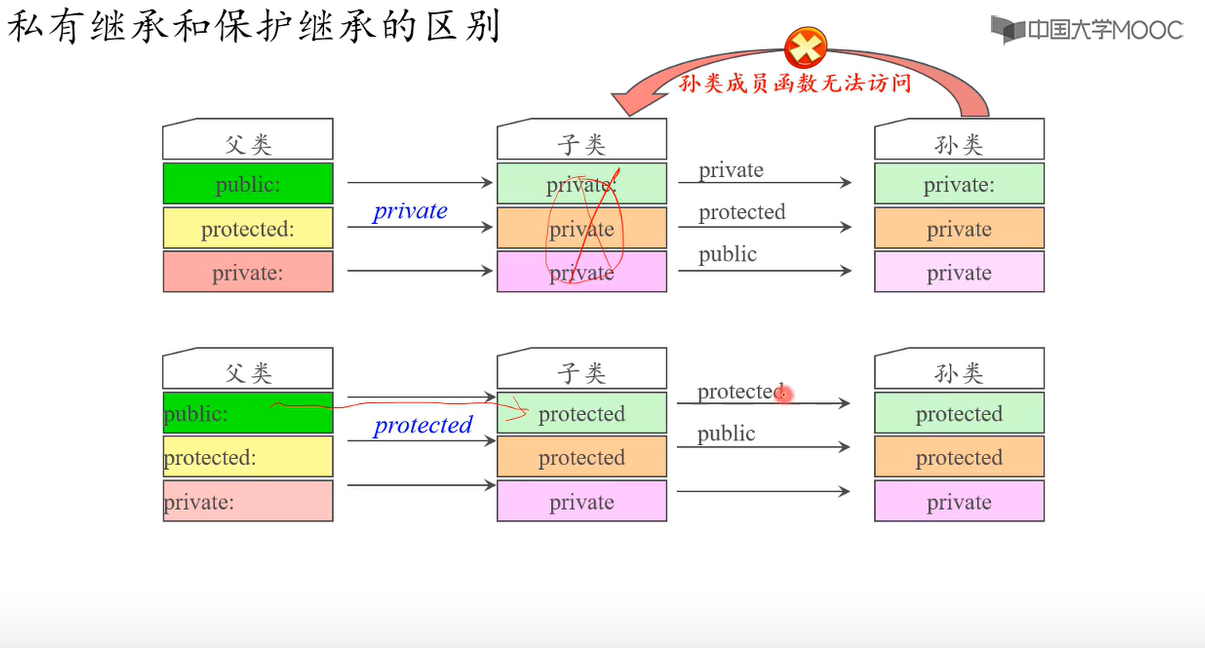 私有继承和保护继承的区别
中国大学MOOC
孙类成员函数无法访问
父类
子类
孙类
public:
private:
private
private:
private
protected:
private
protected
private
private:
private
public
private
父类
子类
孙类
public:
protected
protected
protected
protected
protected:
protected
public
protected
private:
private
private